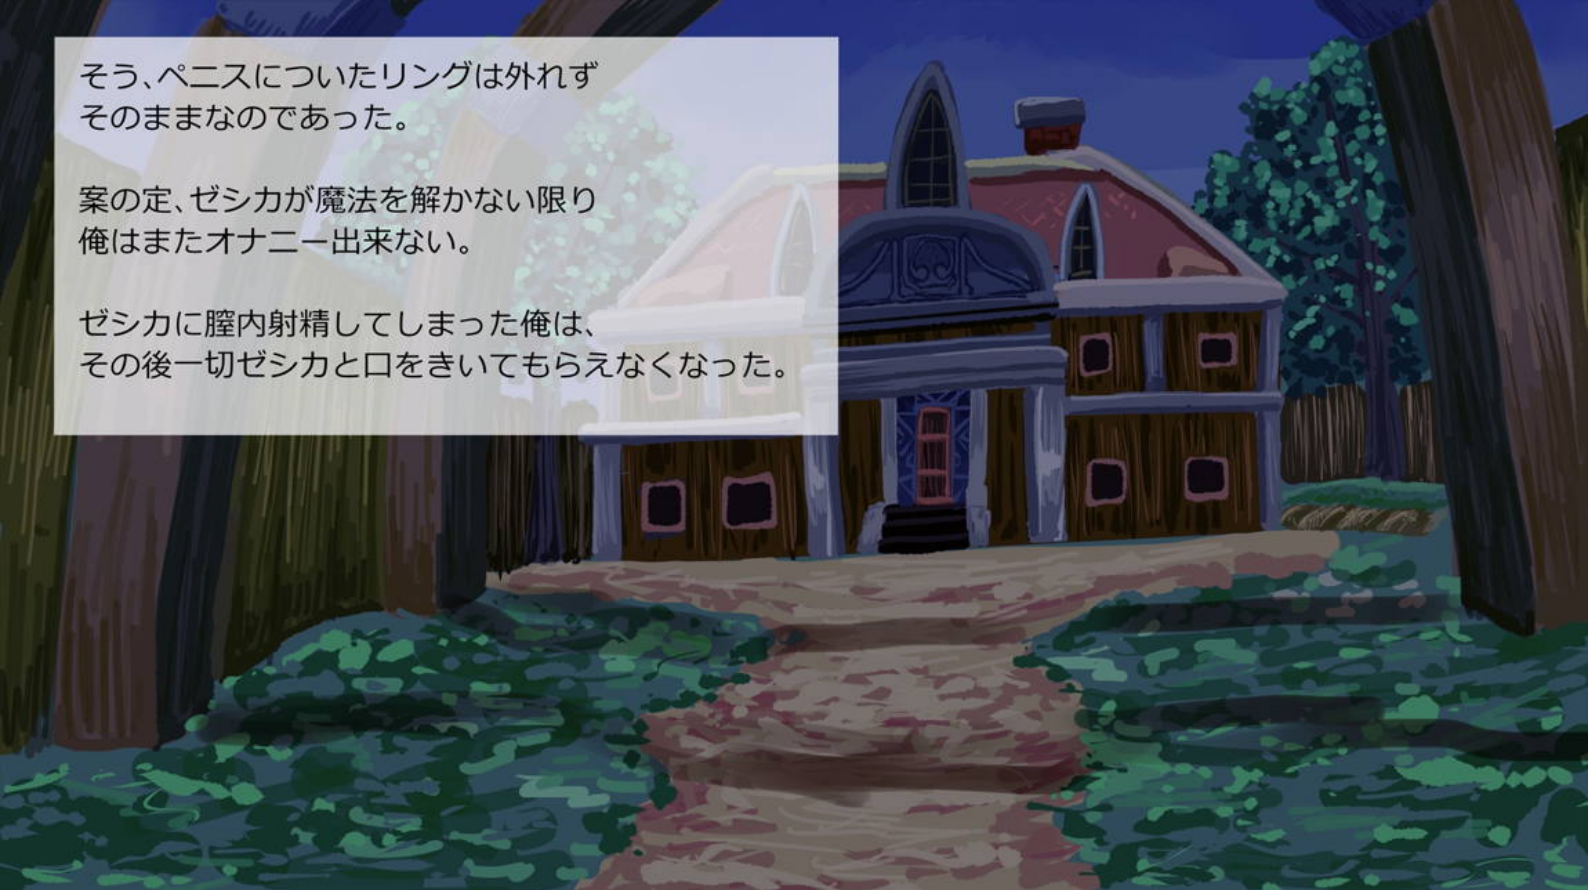 そう、ペニスについたリングは外れず
そのままなのであった。
案の定、ゼシカが魔法を解かない限り
俺はまたオナニー出来ない。
ゼシカに膣内射精してしまった俺は、
その後一切ゼシカと口をきいてもらえなくなった。